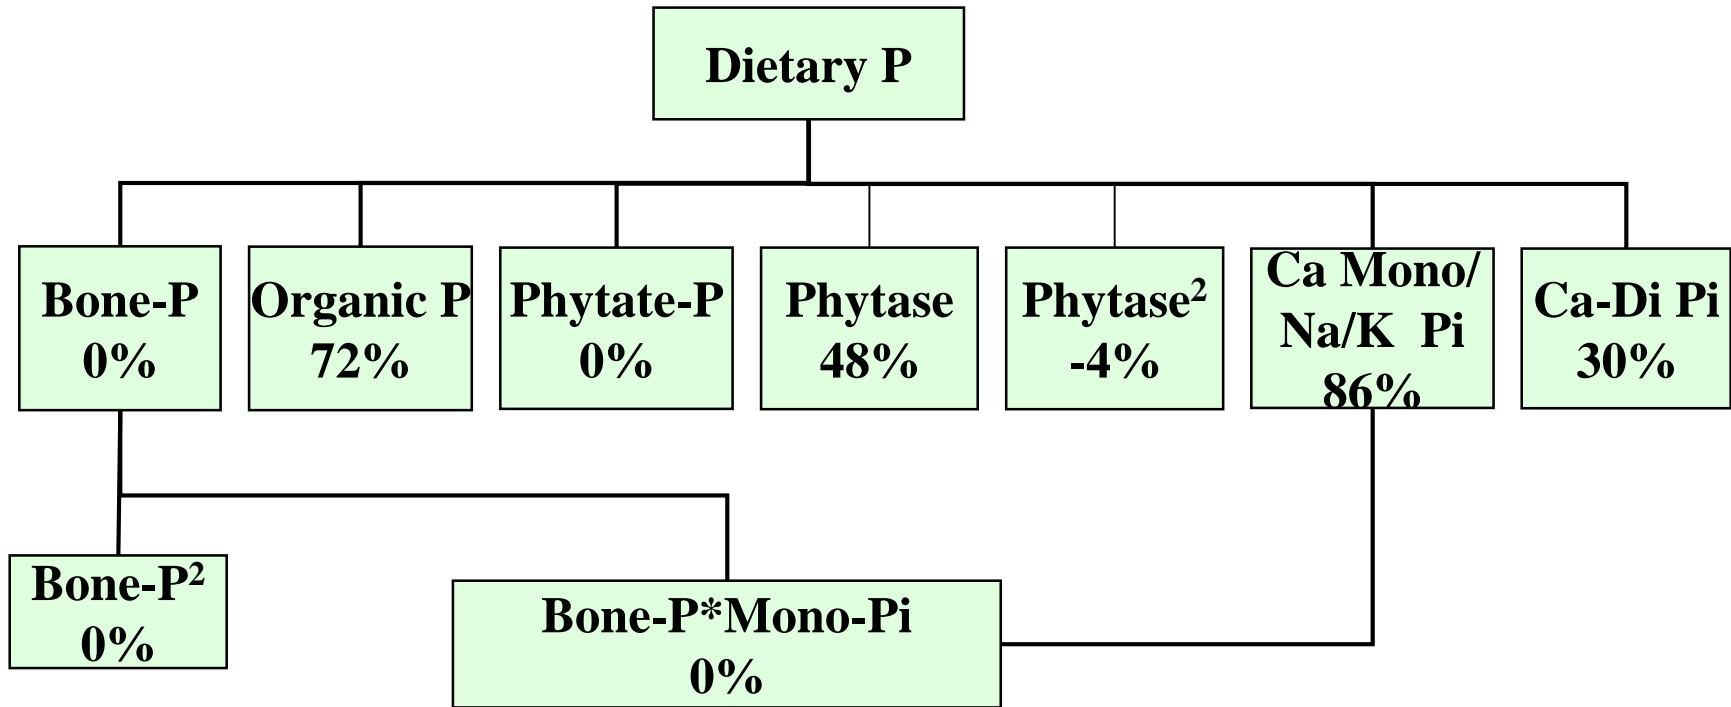 Dietary P
Bone-P
0%
Organic P
72%
Phytate-P
0%
Phytase
48%
Phytase²
-4%
Ca Mono/
Na/K Pi
86%
Ca-Di Pi
30%
Bone-P²
0%
Bone-P*Mono-Pi
0%